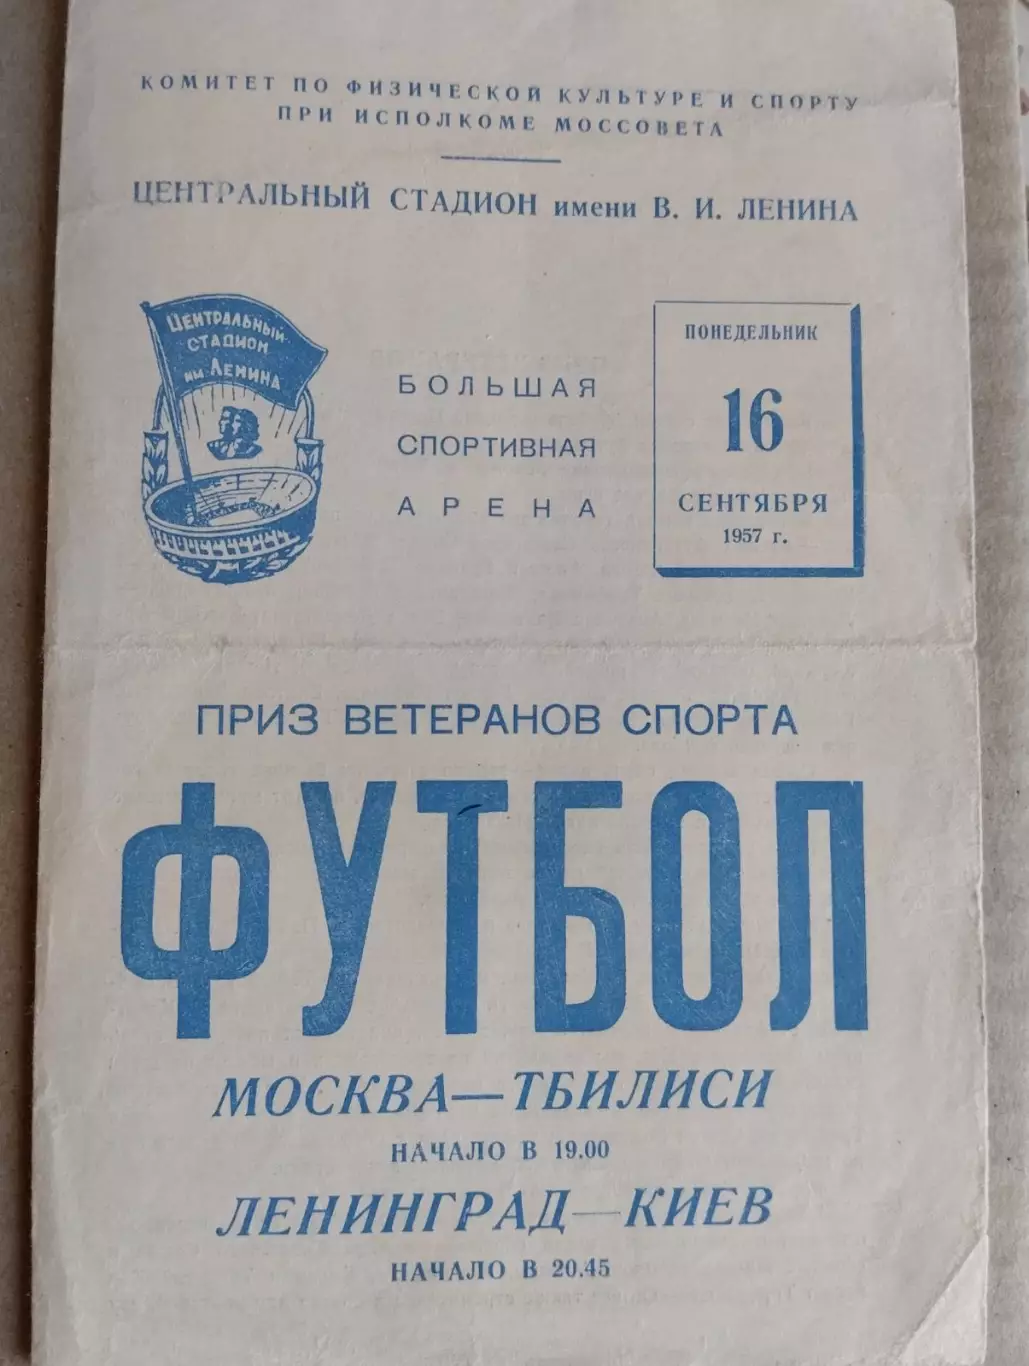 КОМИТЕТ ПО ФИЗИЧЕСКОЙ КУЛЬТУРЕ И СПОРТУ
ПРИ ИСПОЛКОМЕ МОССОВЕТА
ЦЕНТРАЛЬНЫЙ СТАДИОН имени В. И. ЛЕНИНА
ЦЕНТРАЛЬНЫЙ
СТАДИОН
им ЛЕНИНА
БОЛЬШАЯ
СПОРТИВНАЯ
АРЕНА
ПОНЕДЕЛЬНИК
16
СЕНТЯБРЯ
1957 г.
ПРИЗ ВЕТЕРАНОВ СПОРТА
ФУТБОЛ
МОСКВА—ТБИЛИСИ
НАЧАЛО В 19.00
ЛЕНИНГРАД—КИЕВ
НАЧАЛО В 20.45